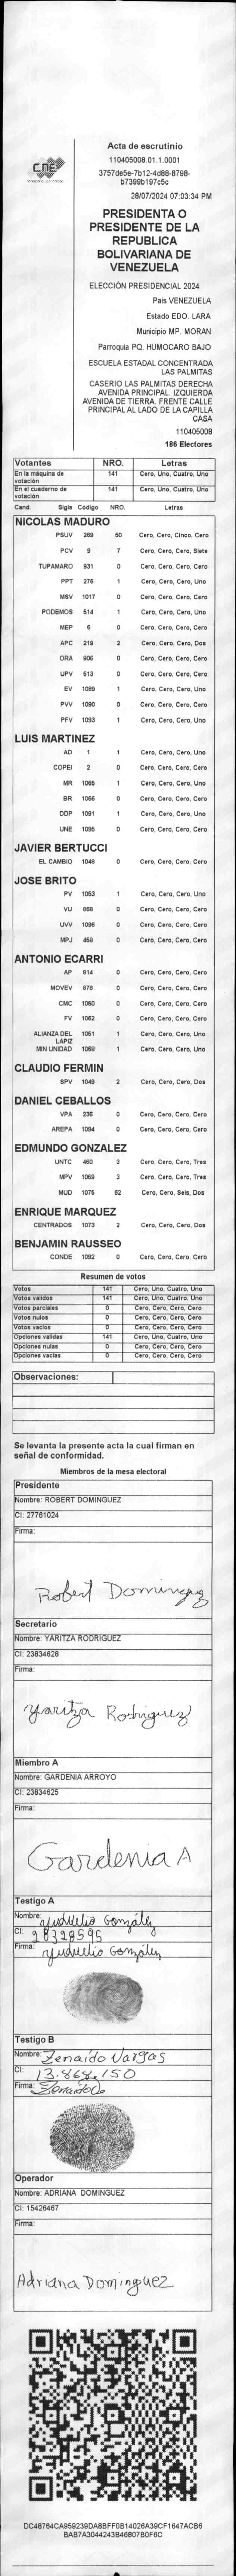 CNE
Acta de escrutinio
110405008.01.1.0001
3757de5e-7b12-4d88-8798-
b7399b197c5c
28/07/2024 07:03:34 PM
PRESIDENTA O
PRESIDENTE DE LA
REPUBLICA
BOLIVARIANA DE
VENEZUELA
ELECCIÓN PRESIDENCIAL 2024
Pais VENEZUELA
Estado EDO. LARA
Municipio MP. MORAN
Parroquia PQ. HUMOCARO BAJO
ESCUELA ESTADAL CONCENTRADA
LAS PALMITAS
CASERIO LAS PALMITAS DERECHA
AVENIDA PRINCIPAL. IZQUIERDA
AVENIDA DE TIERRA. FRENTE CALLE
PRINCIPAL AL LADO DE LA CAPILLA
CASA
110405008
186 Electores
Votantes NRO. Letras
En la máquina de votación 141 Cero, Uno, Cuatro, Uno
En el cuaderno de votación 141 Cero, Uno, Cuatro, Uno
Cand. Sigla Código NRO. Letras
NICOLAS MADURO
PSUV 269 50 Cero, Cero, Cinco, Cero
PCV 9 7 Cero, Cero, Cero, Siete
TUPAMARO 931 0 Cero, Cero, Cero, Cero
PPT 276 1 Cero, Cero, Cero, Uno
MSV 1017 0 Cero, Cero, Cero, Cero
PODEMOS 514 1 Cero, Cero, Cero, Uno
MEP 6 0 Cero, Cero, Cero, Cero
APC 219 2 Cero, Cero, Cero, Dos
ORA 906 0 Cero, Cero, Cero, Cero
UPV 513 0 Cero, Cero, Cero, Cero
EV 1089 1 Cero, Cero, Cero, Uno
PVV 1090 0 Cero, Cero, Cero, Cero
PFV 1093 1 Cero, Cero, Cero, Uno
LUIS MARTINEZ
AD 1 1 Cero, Cero, Cero, Uno
COPEI 2 0 Cero, Cero, Cero, Cero
MR 1065 1 Cero, Cero, Cero, Uno
BR 1066 0 Cero, Cero, Cero, Cero
DDP 1091 1 Cero, Cero, Cero, Uno
UNE 1095 0 Cero, Cero, Cero, Cero
JAVIER BERTUCCI
EL CAMBIO 1048 0 Cero, Cero, Cero, Cero
JOSE BRITO
PV 1053 1 Cero, Cero, Cero, Uno
VU 868 0 Cero, Cero, Cero, Cero
UVV 1096 0 Cero, Cero, Cero, Cero
MPJ 458 0 Cero, Cero, Cero, Cero
ANTONIO ECARRI
AP 814 0 Cero, Cero, Cero, Cero
MOVEV 878 0 Cero, Cero, Cero, Cero
CMC 1050 0 Cero, Cero, Cero, Cero
FV 1062 0 Cero, Cero, Cero, Cero
ALIANZA DEL LAPIZ 1051 1 Cero, Cero, Cero, Uno
MIN UNIDAD 1068 1 Cero, Cero, Cero, Uno
CLAUDIO FERMIN
SPV 1049 2 Cero, Cero, Cero, Dos
DANIEL CEBALLOS
VPA 236 0 Cero, Cero, Cero, Cero
AREPA 1094 0 Cero, Cero, Cero, Cero
EDMUNDO GONZALEZ
UNTC 460 3 Cero, Cero, Cero, Tres
MPV 1069 3 Cero, Cero, Cero, Tres
MUD 1075 62 Cero, Cero, Seis, Dos
ENRIQUE MARQUEZ
CENTRADOS 1073 2 Cero, Cero, Cero, Dos
BENJAMIN RAUSSEO
CONDE 1092 0 Cero, Cero, Cero, Cero
Resumen de votos
Votos 141 Cero, Uno, Cuatro, Uno
Votos validos 141 Cero, Uno, Cuatro, Uno
Votos parciales 0 Cero, Cero, Cero, Cero
Votos nulos 0 Cero, Cero, Cero, Cero
Votos vacios 0 Cero, Cero, Cero, Cero
Opciones validas 141 Cero, Uno, Cuatro, Uno
Opciones nulas 0 Cero, Cero, Cero, Cero
Opciones vacias 0 Cero, Cero, Cero, Cero
Observaciones:
Se levanta la presente acta la cual firman en
señal de conformidad.
Miembros de la mesa electoral
Presidente
Nombre: ROBERT DOMINGUEZ
CI: 27761024
Firma:
Robert Dominguez
Secretario
Nombre: YARITZA RODRIGUEZ
CI: 23834628
Firma:
Yaritza Rodriguez
Miembro A
Nombre: GARDENIA ARROYO
CI: 23834625
Firma:
Gardenia A
Testigo A
Nombre: González
CI: 28328595
Firma: González
Testigo B
Nombre: Zenaido Vargas
CI: 13.868.150
Firma:
Operador
Nombre: ADRIANA DOMINGUEZ
CI: 15426467
Firma:
Adriana Dominguez
DC48764CA959239DABBFF0B14026A39CF1647ACB6
BAB7A3044243B46807B0F6C